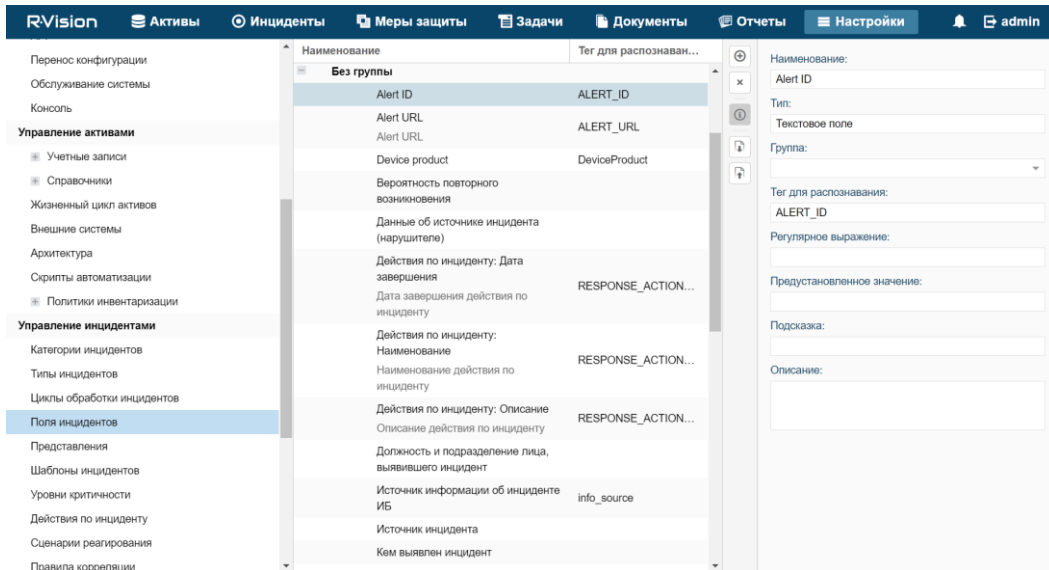 R·Vision Активы Инциденты Меры защиты Задачи Документы Отчеты Настройки admin
Перенос конфигурации
Обслуживание системы
Консоль
Управление активами
Учетные записи
Справочники
Жизненный цикл активов
Внешние системы
Архитектура
Скрипты автоматизации
Политики инвентаризации
Управление инцидентами
Категории инцидентов
Типы инцидентов
Циклы обработки инцидентов
Поля инцидентов
Представления
Шаблоны инцидентов
Уровни критичности
Действия по инциденту
Сценарии реагирования
Правила корреляции
Наименование Тег для распознаван...
Без группы
Alert ID ALERT_ID
Alert URL
Alert URL
ALERT_URL
Device product DeviceProduct
Вероятность повторного
возникновения
Данные об источнике инцидента
(нарушителе)
Действия по инциденту: Дата
завершения
Дата завершения действия по
инциденту
RESPONSE_ACTION...
Действия по инциденту:
Наименование
Наименование действия по
инциденту
RESPONSE_ACTION...
Действия по инциденту: Описание
Описание действия по инциденту
RESPONSE_ACTION...
Должность и подразделение лица,
выявившего инцидент
Источник информации об инциденте
ИБ
info_source
Источник инцидента
Кем выявлен инцидент
Наименование:
Alert ID
Тип:
Текстовое поле
Группа:
Тег для распознавания:
ALERT_ID
Регулярное выражение:
Предустановленное значение:
Подсказка:
Описание: